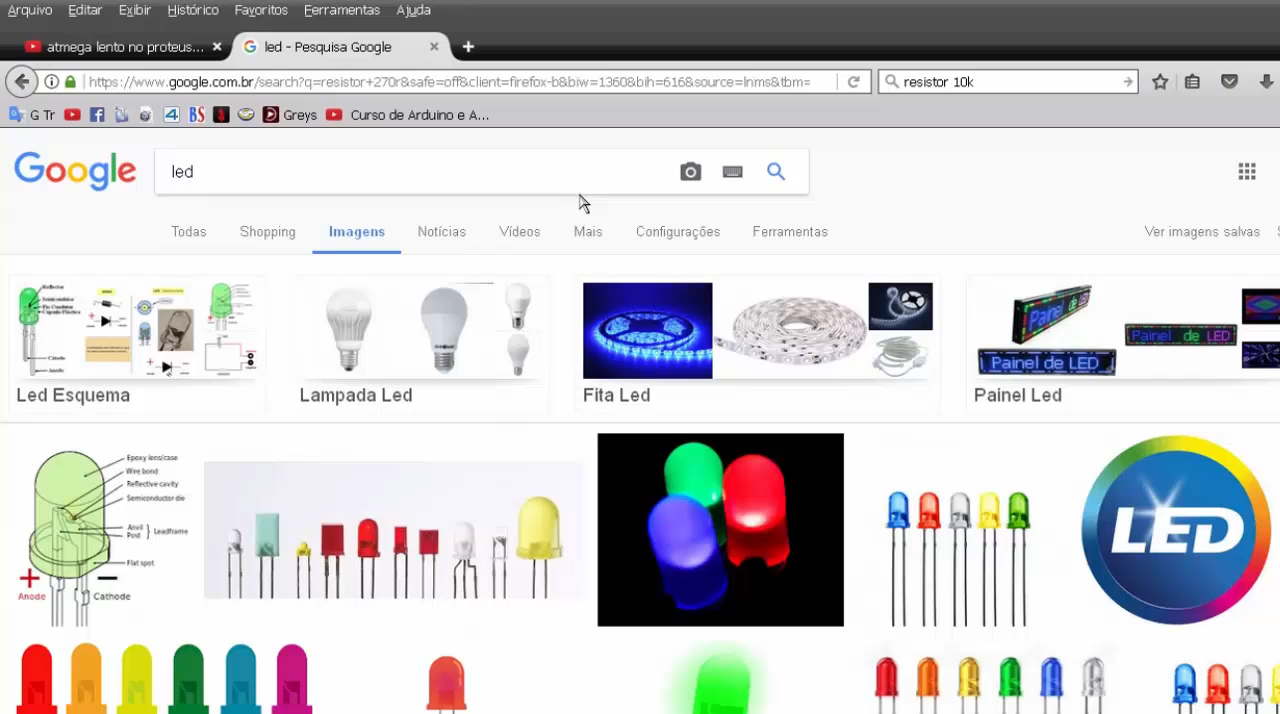 Arquivo Editar Exibir Histórico Favoritos Ferramentas Ajuda
atmega lento no proteus... led - Pesquisa Google
https://www.google.com.br/search?q=resistor+270r&safe=off&client=firefox-b&biw=1360&bih=616&source=lnms&tbm= resistor 10k
G Tr BS Greys Curso de Arduino e A...
Google led
Todas Shopping Imagens Notícias Vídeos Mais Configurações Ferramentas Ver imagens salvas
Painel de LED
Painel de LED
Painel de LED
Led Esquema Lampada Led Fita Led Painel Led
Epoxy lens/case
Wire bond
Reflective cavity
Semiconductor die
Anvil
Post
Leadframe
Flat spot
+ −
Anode Cathode
LED